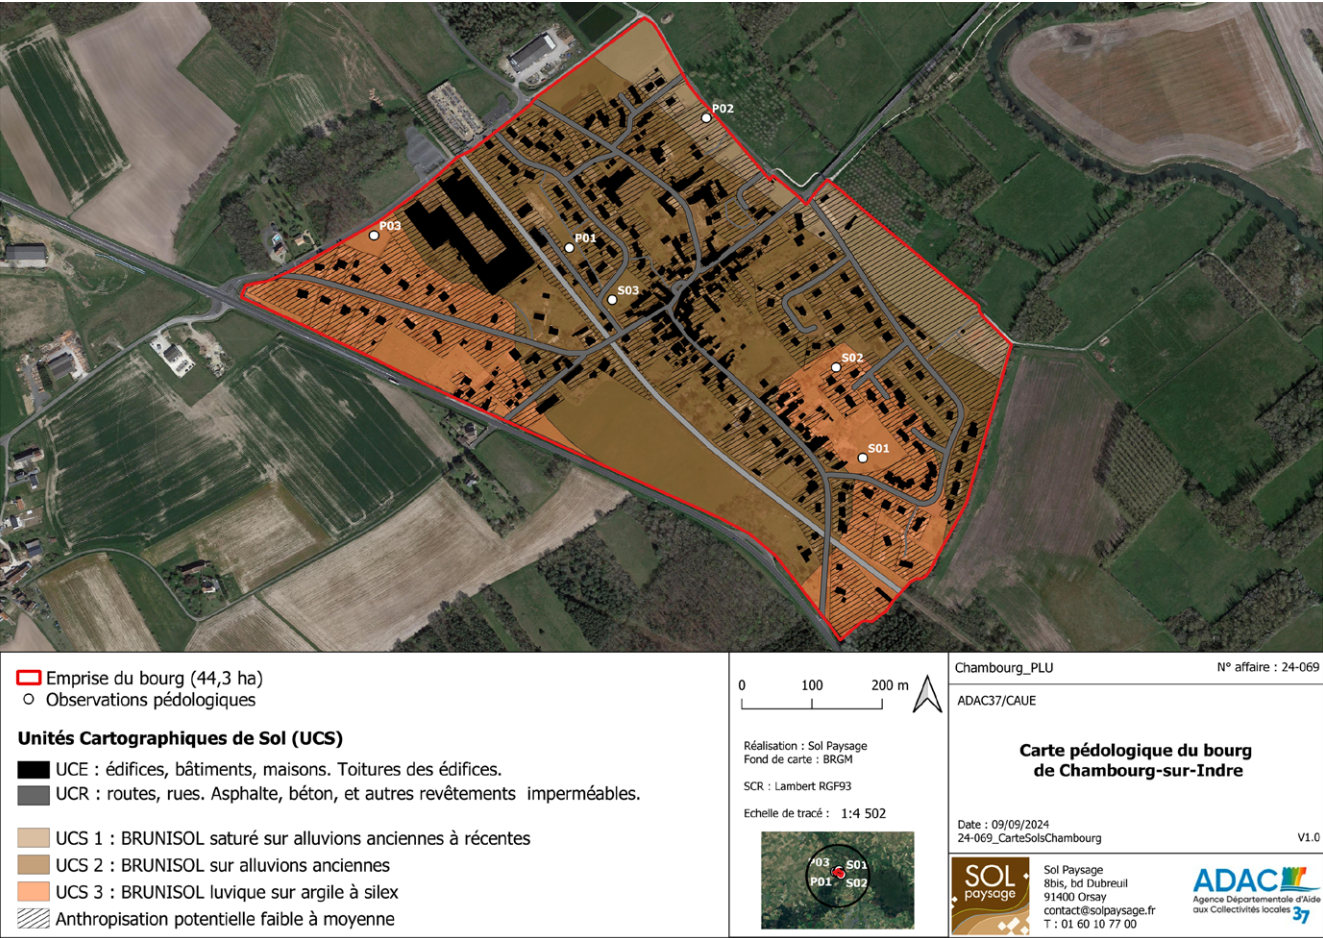 P02
P03
P01
S03
S02
S01
Emprise du bourg (44,3 ha)
Observations pédologiques
Unités Cartographiques de Sol (UCS)
UCE : édifices, bâtiments, maisons. Toitures des édifices.
UCR : routes, rues. Asphalte, béton, et autres revêtements imperméables.
UCS 1 : BRUNISOL saturé sur alluvions anciennes à récentes
UCS 2 : BRUNISOL sur alluvions anciennes
UCS 3 : BRUNISOL luvique sur argile à silex
Anthropisation potentielle faible à moyenne
0 100 200 m
Réalisation : Sol Paysage
Fond de carte : BRGM
SCR : Lambert RGF93
Echelle de tracé : 1:4 502
P03 S01
P01 S02
Chambourg_PLU N° affaire : 24-069
ADAC37/CAUE
Carte pédologique du bourg
de Chambourg-sur-Indre
Date : 09/09/2024
24-069_CarteSolsChambourg V1.0
SOL
paysage
Sol Paysage
8bis, bd Dubreuil
91400 Orsay
contact@solpaysage.fr
T : 01 60 10 77 00
ADAC
Agence Départementale d'Aide
aux Collectivités locales 37